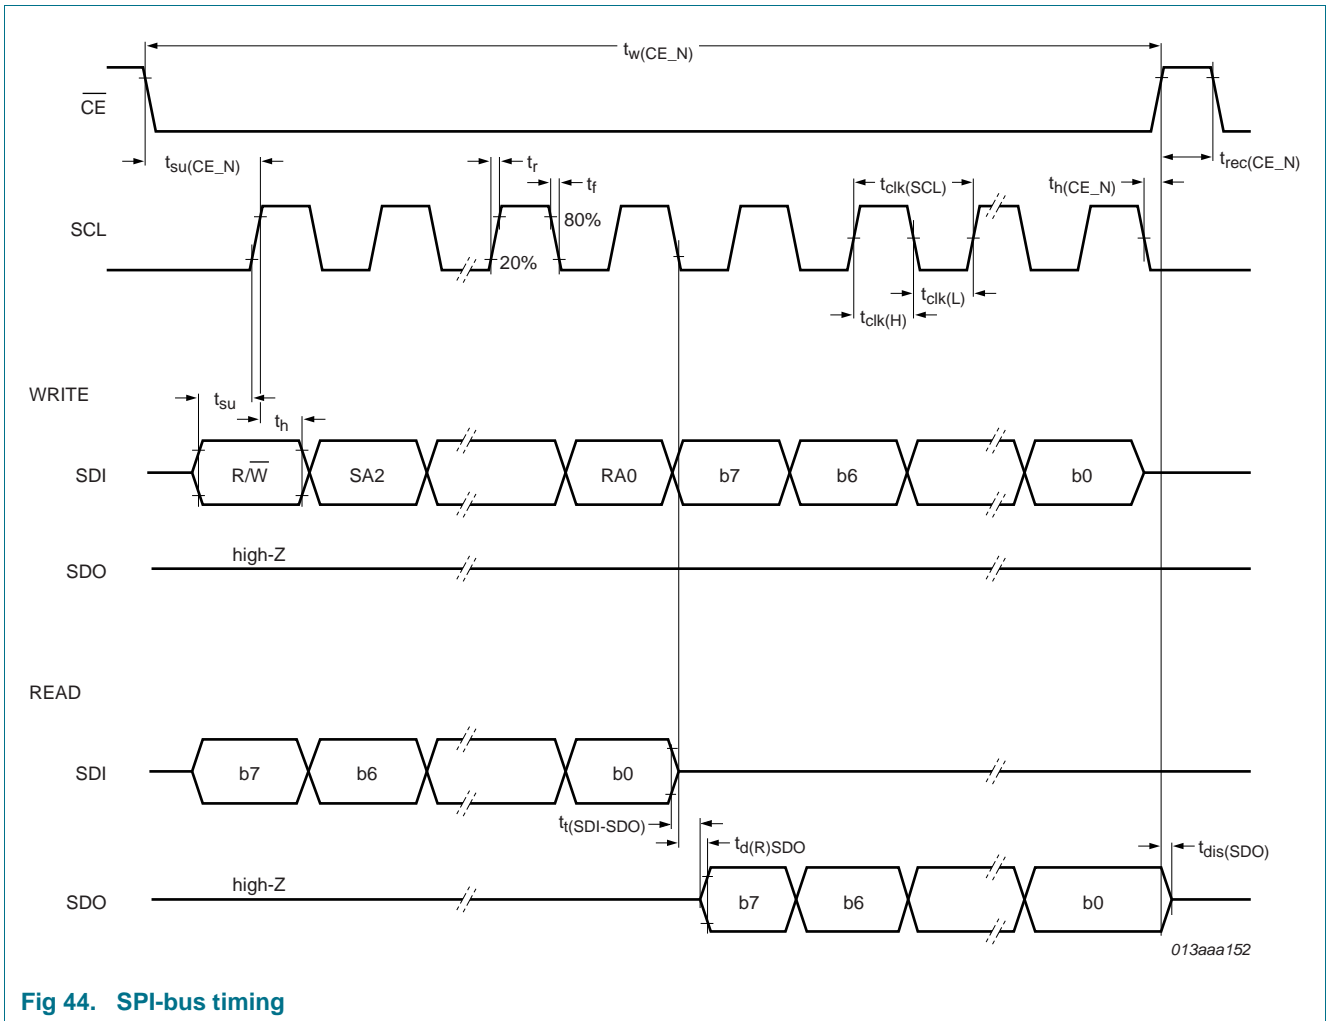 tw(CE_N)
CE
tsu(CE_N)
tr
tf
tclk(SCL)
th(CE_N)
trec(CE_N)
SCL
80%
20%
tclk(L)
tclk(H)
WRITE
tsu
th
SDI
R/W SA2 RA0 b7 b6 b0
high-Z
SDO
READ
SDI
b7 b6 b0
tt(SDI-SDO)
td(R)SDO
tdis(SDO)
high-Z
SDO
b7 b6 b0
013aaa152
Fig 44. SPI-bus timing